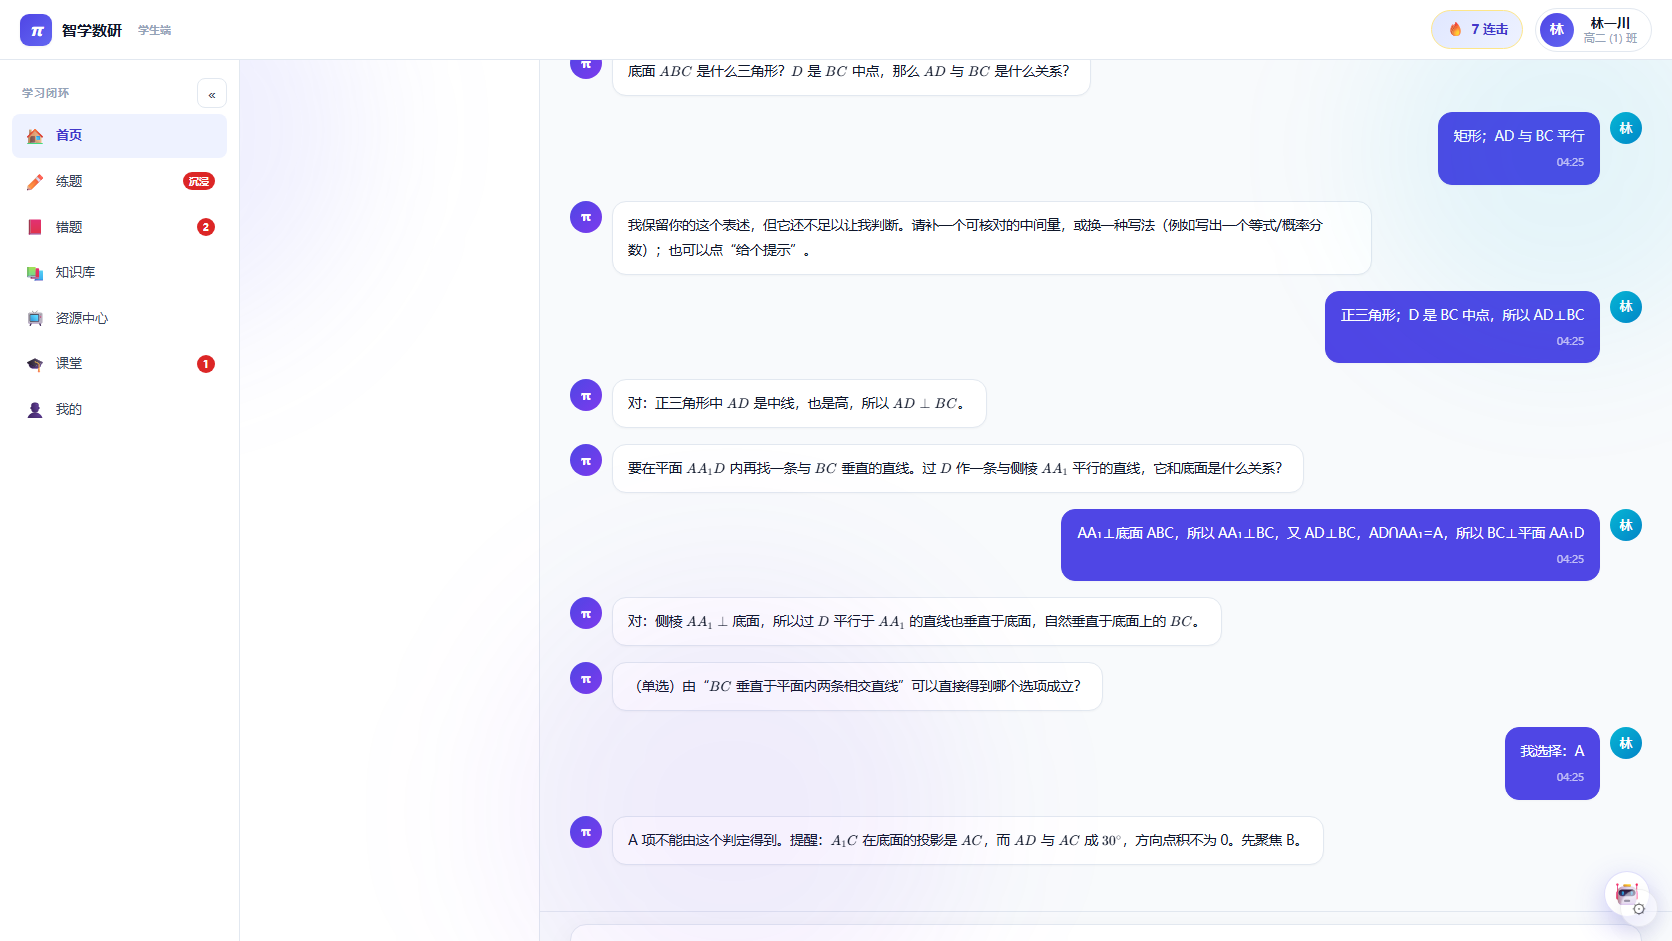 π 智学数研 学生端
7 连击
林 林一川
高二 (1) 班
学习闭环 «
首页
练题 沉浸
错题 2
知识库
资源中心
课堂 1
我的
π 底面 ABC 是什么三角形？D 是 BC 中点，那么 AD 与 BC 是什么关系？
矩形；AD 与 BC 平行 林
04:25
π 我保留你的这个表述，但它还不足以让我判断。请补一个可核对的中间量，或换一种写法（例如写出一个等式/概率分
数）；也可以点“给个提示”。
正三角形；D 是 BC 中点，所以 AD⊥BC 林
04:25
π 对：正三角形中 AD 是中线，也是高，所以 AD ⊥ BC。
π 要在平面 AA₁D 内再找一条与 BC 垂直的直线。过 D 作一条与侧棱 AA₁ 平行的直线，它和底面是什么关系？
AA₁⊥底面 ABC，所以 AA₁⊥BC，又 AD⊥BC，AD∩AA₁=A，所以 BC⊥平面 AA₁D 林
04:25
π 对：侧棱 AA₁ ⊥ 底面，所以过 D 平行于 AA₁ 的直线也垂直于底面，自然垂直于底面上的 BC。
π （单选）由“BC 垂直于平面内两条相交直线”可以直接得到哪个选项成立？
我选择：A 林
04:25
π A 项不能由这个判定得到。提醒：A₁C 在底面的投影是 AC，而 AD 与 AC 成 30°，方向点积不为 0。先聚焦 B。